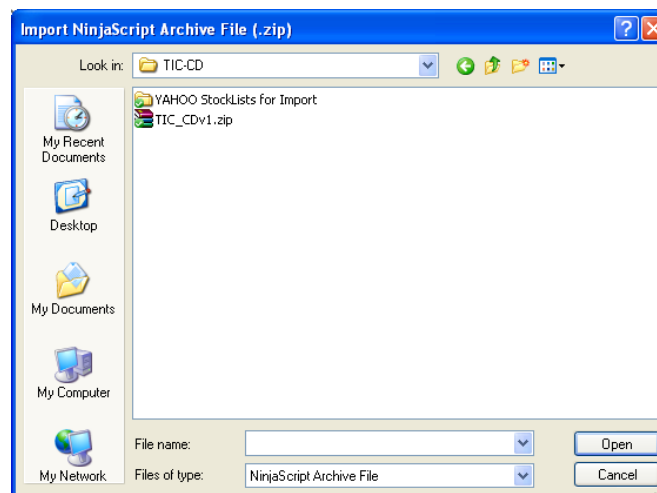 Import NinjaScript Archive File (.zip)
Look in:
TIC-CD
My Recent
Documents
Desktop
My Documents
My Computer
My Network
YAHOO StockLists for Import
TIC_CDv1.zip
File name:
Open
Files of type:
NinjaScript Archive File
Cancel